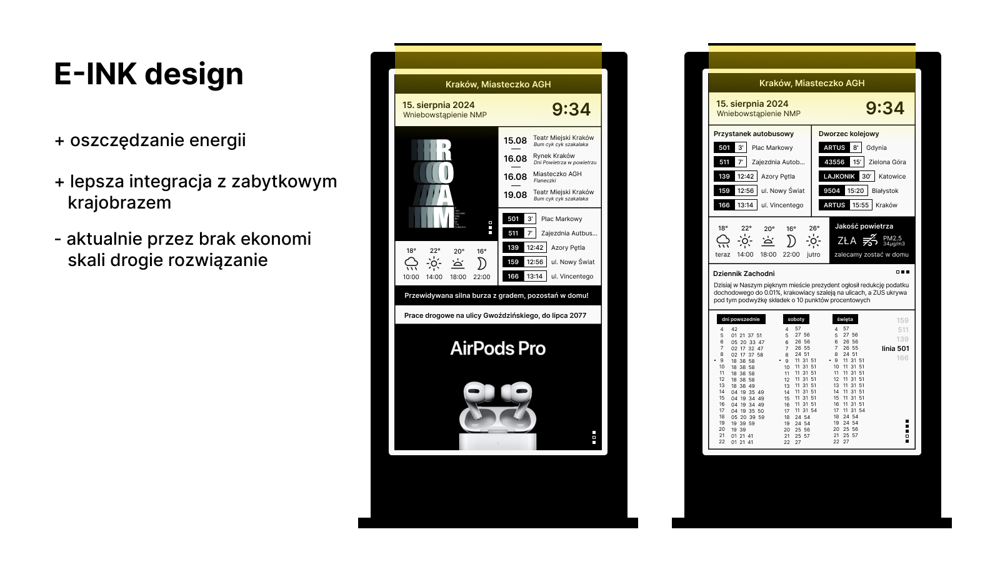 E-INK design
+ oszczędzanie energii
+ lepsza integracja z zabytkowym
krajobrazem
- aktualnie przez brak ekonomi
skali drogie rozwiązanie
Kraków, Miasteczko AGH
15. sierpnia 2024
Wniebowstąpienie NMP
9:34
ROAM
15.08 Teatr Miejski Kraków
Bum cyk cyk szakalaka
16.08 Rynek Kraków
Dni Powietrza w powietrzu
16.08 Miasteczko AGH
Flaneczki
19.08 Teatr Miejski Kraków
Bum cyk cyk szakalaka
501 3’ Plac Markowy
511 7’ Zajezdnia Autbus...
139 12:42 Azory Pętla
159 12:56 ul. Nowy Świat
166 13:14 ul. Vincentego
18° 22° 20° 16°
10:00 14:00 18:00 22:00
Przewidywana silna burza z gradem, pozostań w domu!
Prace drogowe na ulicy Gwoździńskiego, do lipca 2077
AirPods Pro
Kraków, Miasteczko AGH
15. sierpnia 2024
Wniebowstąpienie NMP
9:34
Przystanek autobusowy
501 3’ Plac Markowy
511 7’ Zajezdnia Autob...
139 12:42 Azory Pętla
159 12:56 ul. Nowy Świat
166 13:14 ul. Vincentego
Dworzec kolejowy
ARTUS 8’ Gdynia
43556 15’ Zielona Góra
LAJKONIK 30’ Katowice
9504 15:20 Białystok
ARTUS 15:55 Kraków
18° 22° 20° 16° 26°
teraz 14:00 18:00 22:00 jutro
Jakość powietrza
ZŁA PM2.5
34µg/m3
zalecamy zostać w domu
Dziennik Zachodni
Dzisiaj w Naszym pięknym mieście prezydent ogłosił redukcję podatku
dochodowego do 0.01%, krakowiacy szaleją na ulicach, a ZUS ukrywa
pod tym podwyżkę składek o 10 punktów procentowych
dni powszednie
4 42
5 01 21 37 51
6 05 20 33 47
7 02 17 32 47
8 02 17 37 58
9 18 38 58
10 18 38 58
11 18 38 58
12 18 38 58
13 18 38 49
14 04 19 35 49
15 04 19 34 49
16 04 19 34 49
17 04 19 35 50
18 05 20 39 59
19 19 39 59
20 19 39
21 01 21 41
22 01 21 41
soboty
4 57
5 27 56
6 26 56
7 26 55
8 24 51
9 11 31 51
10 11 31 51
11 11 31 51
12 11 31 51
13 11 31 51
14 11 31 51
15 11 31 51
16 11 31 51
17 11 31 54
18 24 54
19 24 54
20 25 56
21 25 57
22 27
święta
4 57
5 27 56
6 26 56
7 26 55
8 24 51
9 11 31 51
10 11 31 51
11 11 31 51
12 11 31 51
13 11 31 51
14 11 31 51
15 11 31 51
16 11 31 51
17 11 31 54
18 24 54
19 24 54
20 25 56
21 25 57
22 27
159
511
139
linia 501
166